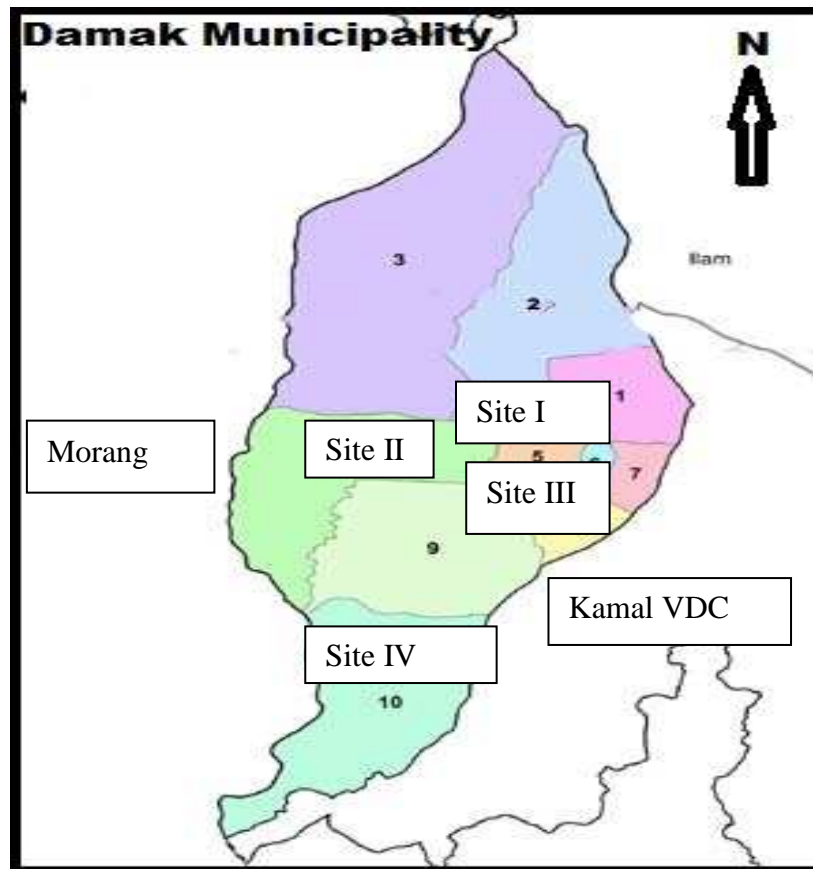 Damak Municipality
N
3
Ilam
2
1
Site I
Site II
Morang
5
7
Site III
9
Kamal VDC
Site IV
10